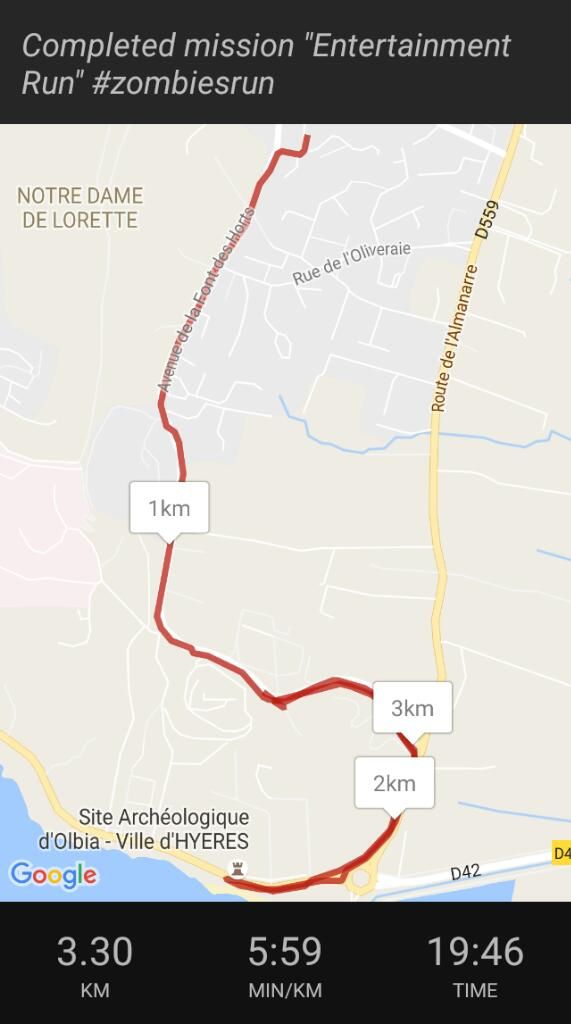 Completed mission "Entertainment
Run" #zombiesrun
NOTRE DAME
DE LORETTE
D559
Rue de l'Oliveraie
Avenue de la Font des Horts
Route de l'Almanarre
1km
3km
2km
Site Archéologique
d'Olbia - Ville d'HYERES
Google
D42
D4
3.30
5:59
19:46
KM
MIN/KM
TIME